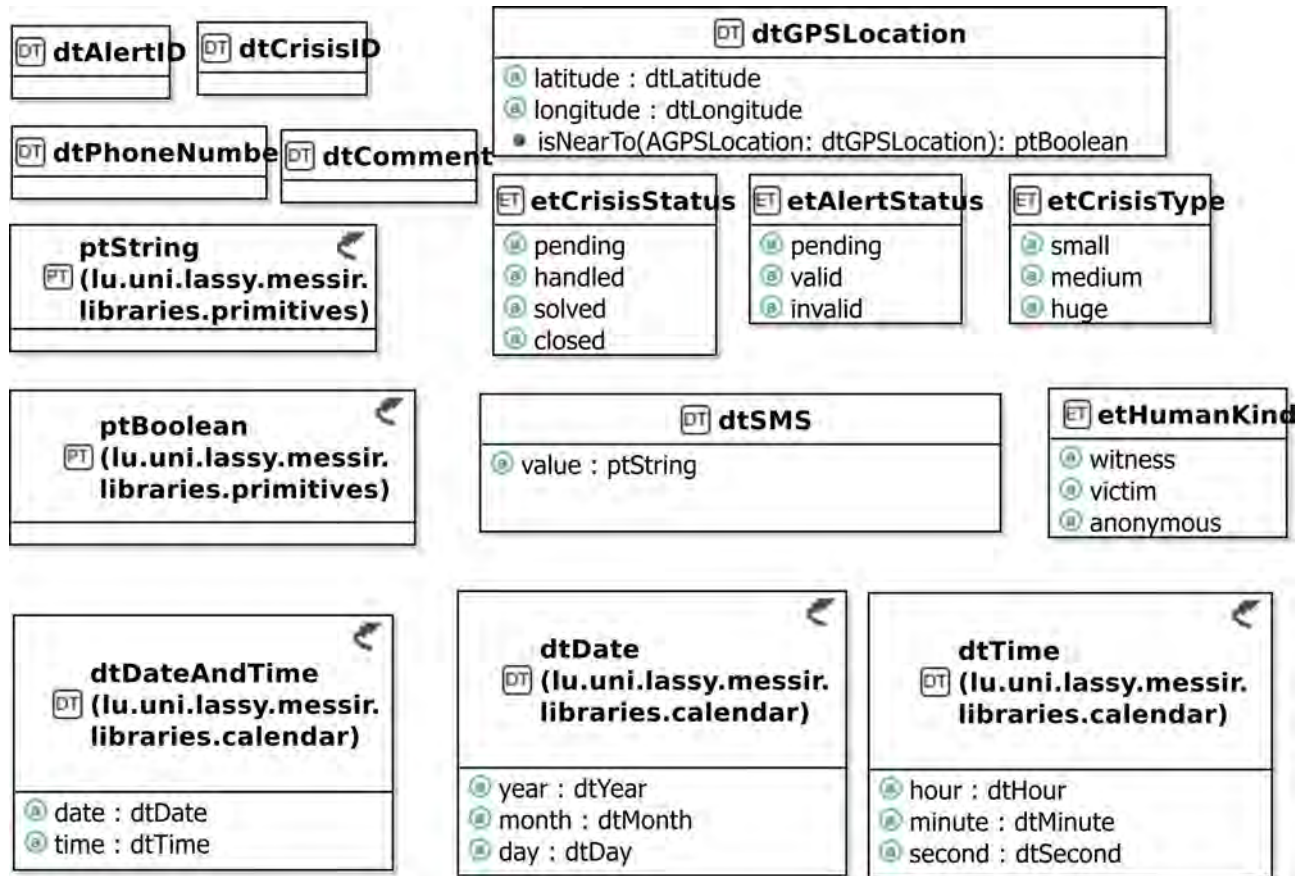 DT dtAlertID
DT dtCrisisID
DT dtGPSLocation
a latitude : dtLatitude
a longitude : dtLongitude
isNearTo(AGPSLocation: dtGPSLocation): ptBoolean
DT dtPhoneNumbe
DT dtComment
ET etCrisisStatus
a pending
a handled
a solved
a closed
ET etAlertStatus
a pending
a valid
a invalid
ET etCrisisType
a small
a medium
a huge
ptString
PT (lu.uni.lassy.messir.
libraries.primitives)
ptBoolean
PT (lu.uni.lassy.messir.
libraries.primitives)
DT dtSMS
a value : ptString
ET etHumanKind
a witness
a victim
a anonymous
dtDateAndTime
DT (lu.uni.lassy.messir.
libraries.calendar)
a date : dtDate
a time : dtTime
dtDate
DT (lu.uni.lassy.messir.
libraries.calendar)
a year : dtYear
a month : dtMonth
a day : dtDay
dtTime
DT (lu.uni.lassy.messir.
libraries.calendar)
a hour : dtHour
a minute : dtMinute
a second : dtSecond